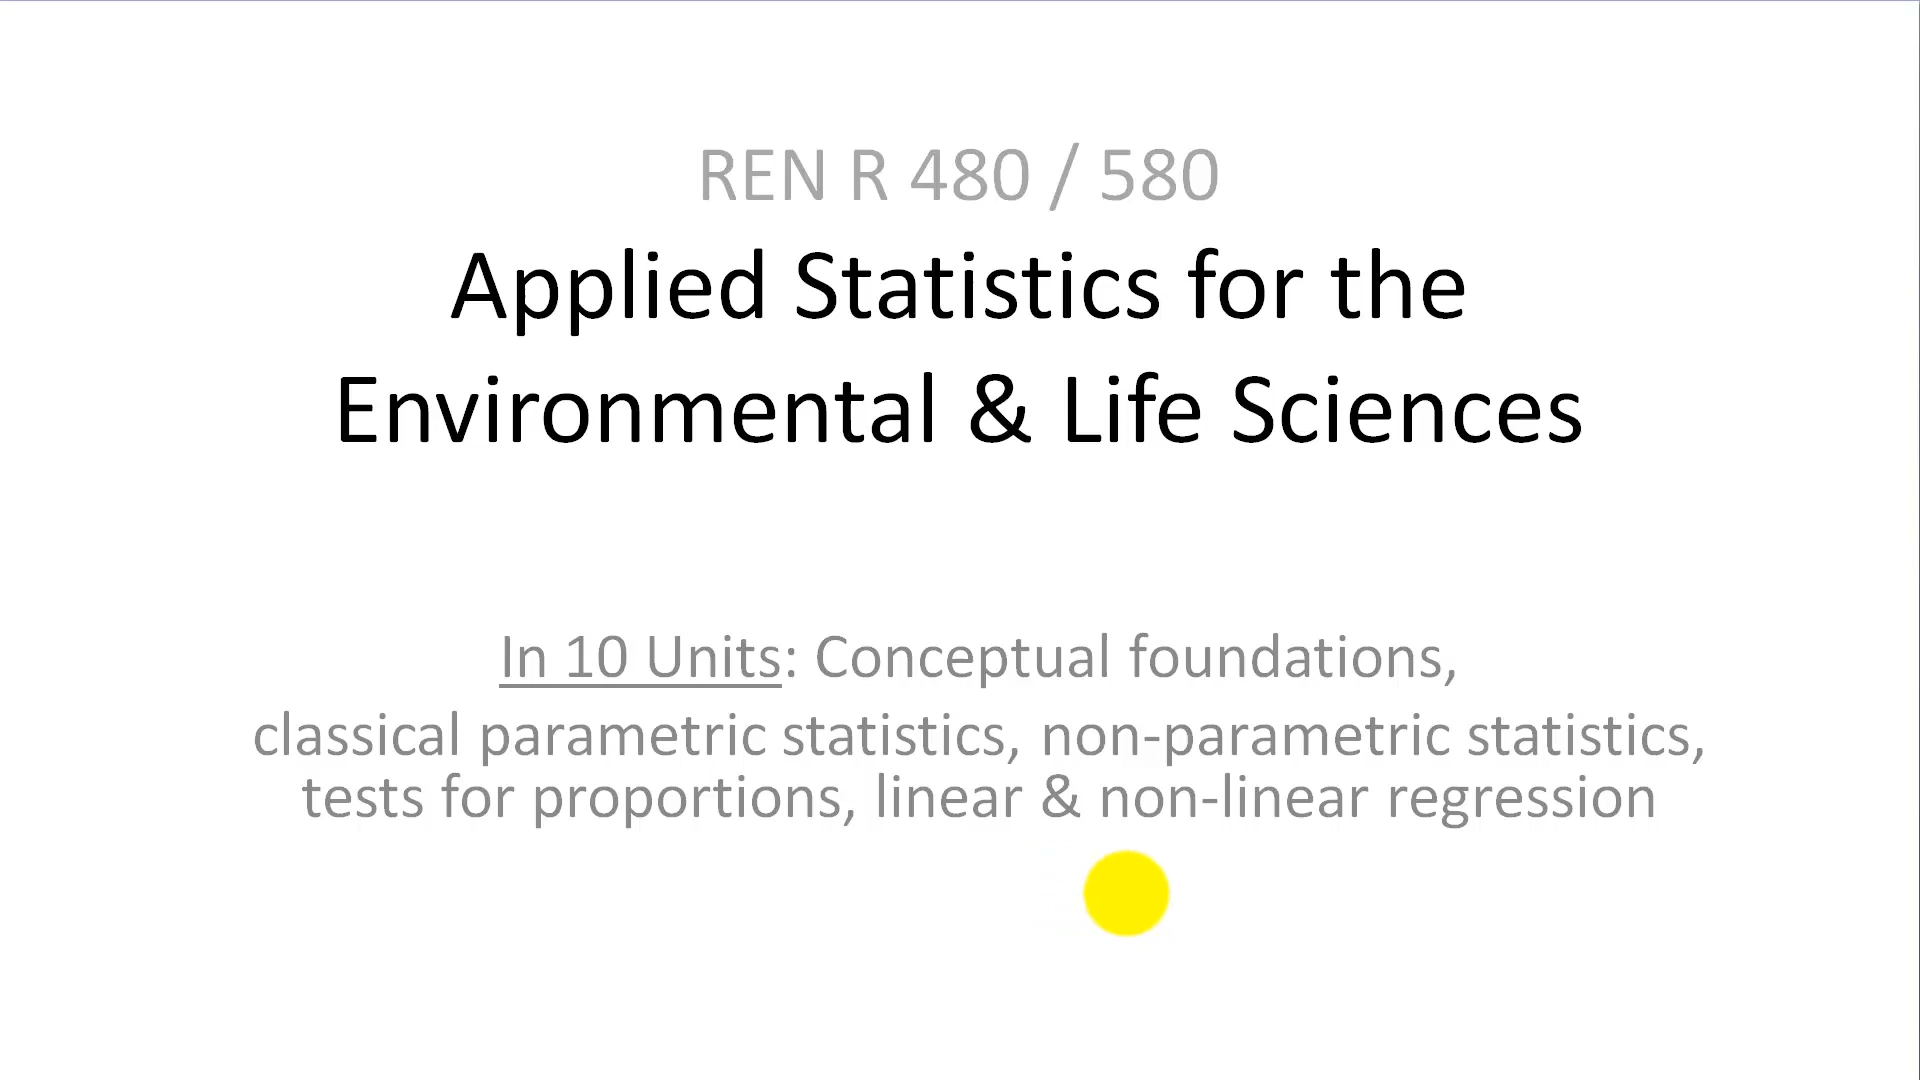 REN R 480 / 580
Applied Statistics for the
Environmental & Life Sciences
In 10 Units: Conceptual foundations,
classical parametric statistics, non-parametric statistics,
tests for proportions, linear & non-linear regression